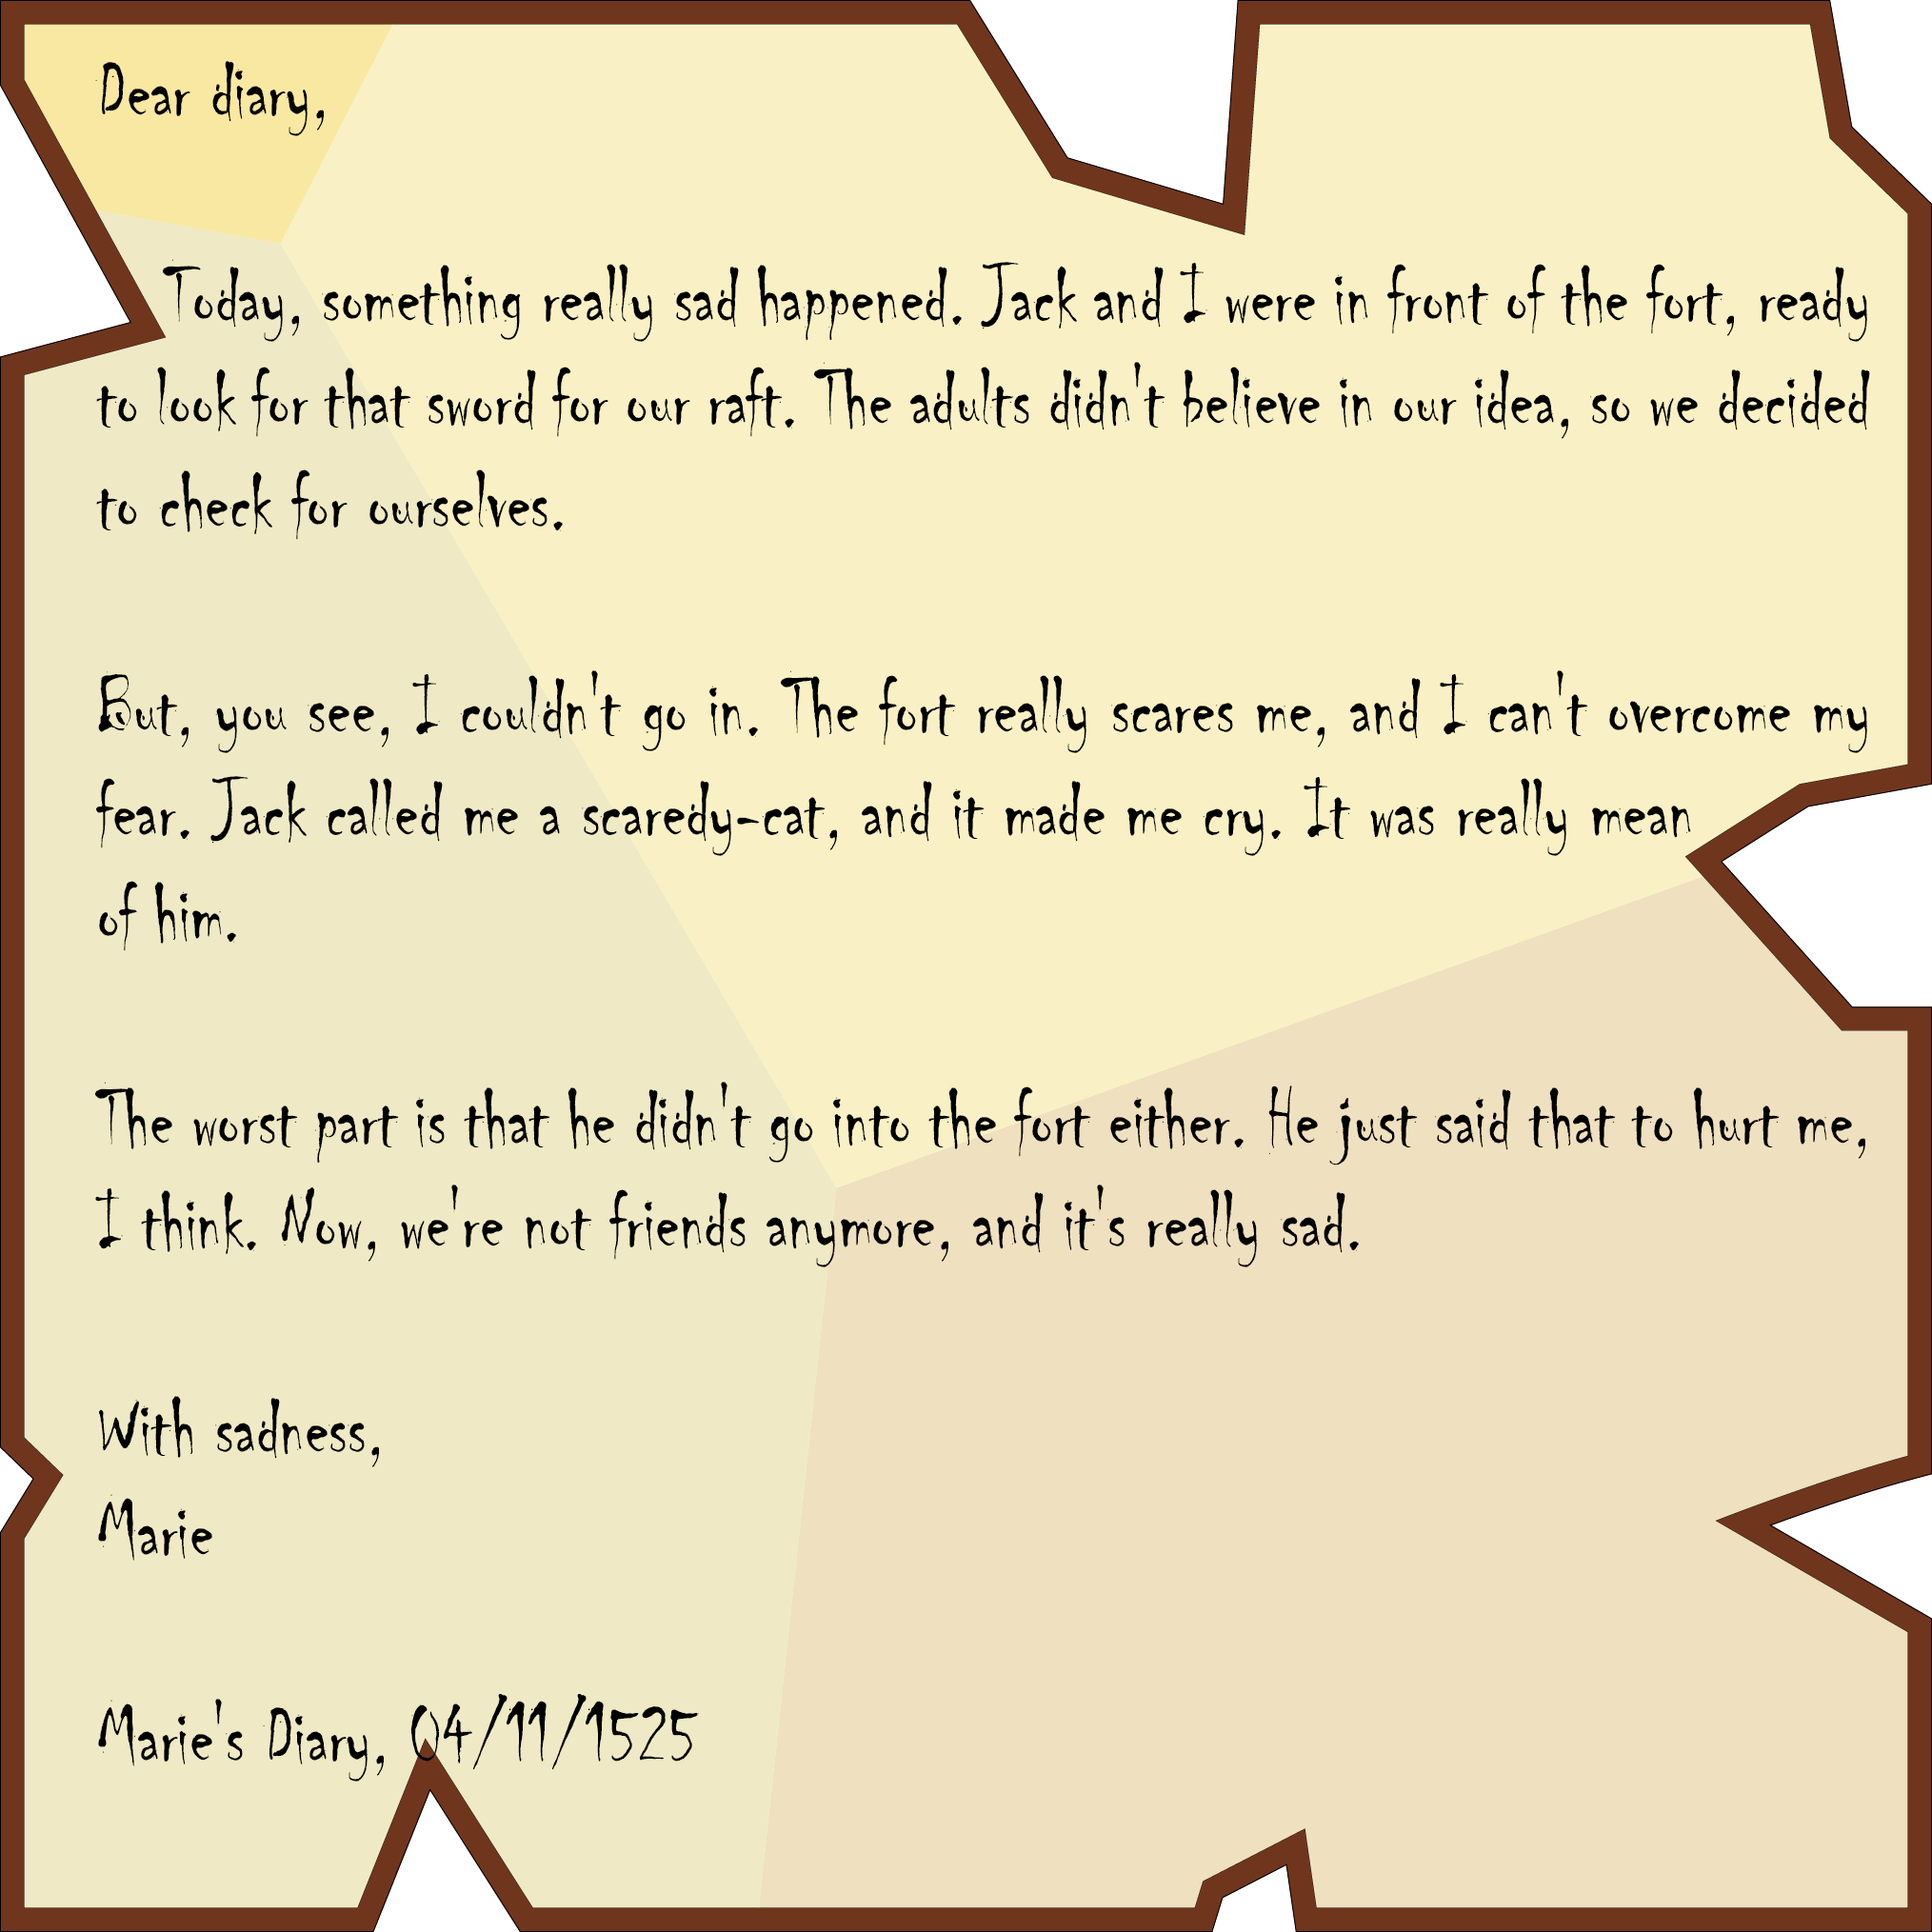 Dear diary,
Today, something really sad happened. Jack and I were in front of the fort, ready
to look for that sword for our raft. The adults didn't believe in our idea, so we decided
to check for ourselves.
But, you see, I couldn't go in. The fort really scares me, and I can't overcome my
fear. Jack called me a scaredy-cat, and it made me cry. It was really mean
of him.
The worst part is that he didn't go into the fort either. He just said that to hurt me,
I think. Now, we're not friends anymore, and it's really sad.
With sadness,
Marie
Marie's Diary, 04/11/1525